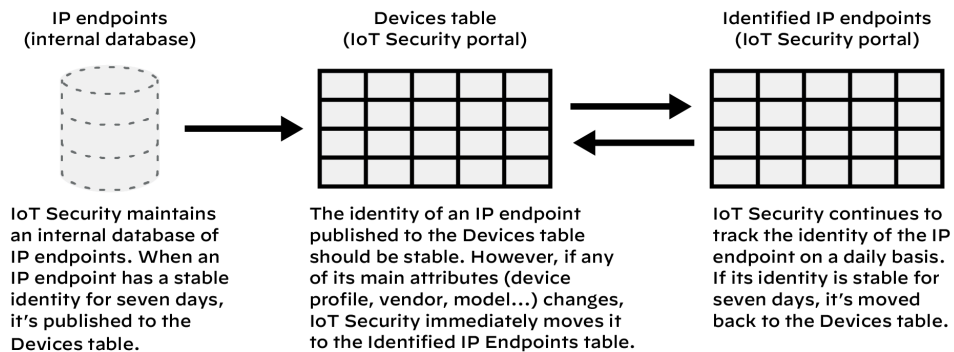 IP endpoints
(internal database)
Devices table
(IoT Security portal)
Identified IP endpoints
(IoT Security portal)
IoT Security maintains
an internal database of
IP endpoints. When an
IP endpoint has a stable
identity for seven days,
it's published to the
Devices table.
The identity of an IP endpoint
published to the Devices table
should be stable. However, if any
of its main attributes (device
profile, vendor, model...) changes,
IoT Security immediately moves it
to the Identified IP Endpoints table.
IoT Security continues to
track the identity of the IP
endpoint on a daily basis.
If its identity is stable for
seven days, it's moved
back to the Devices table.